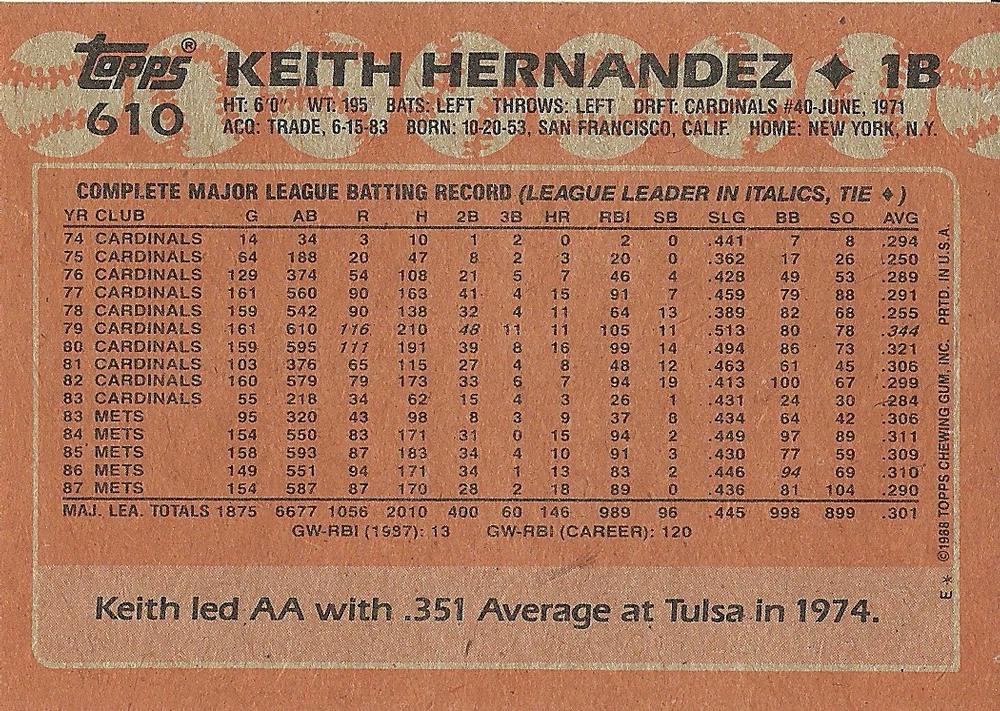 Topps® KEITH HERNANDEZ ✦ 1B
610 HT: 6'0" WT: 195 BATS: LEFT THROWS: LEFT DRFT: CARDINALS #40-JUNE, 1971
ACQ: TRADE, 6-15-83 BORN: 10-20-53, SAN FRANCISCO, CALIF. HOME: NEW YORK, N.Y.
COMPLETE MAJOR LEAGUE BATTING RECORD (LEAGUE LEADER IN ITALICS, TIE ♦)
YR CLUB G AB R H 2B 3B HR RBI SB SLG BB SO AVG
74 CARDINALS 14 34 3 10 1 2 0 2 0 .441 7 8 .294
75 CARDINALS 64 188 20 47 8 2 3 20 0 .362 17 26 .250
76 CARDINALS 129 374 54 108 21 5 7 46 4 .428 49 53 .289
77 CARDINALS 161 560 90 163 41 4 15 91 7 .459 79 88 .291
78 CARDINALS 159 542 90 138 32 4 11 64 13 .389 82 68 .255
79 CARDINALS 161 610 116 210 48 11 11 105 11 .513 80 78 .344
80 CARDINALS 159 595 111 191 39 8 16 99 14 .494 86 73 .321
81 CARDINALS 103 376 65 115 27 4 8 48 12 .463 61 45 .306
82 CARDINALS 160 579 79 173 33 6 7 94 19 .413 100 67 .299
83 CARDINALS 55 218 34 62 15 4 3 26 1 .431 24 30 .284
83 METS 95 320 43 98 8 3 9 37 8 .434 64 42 .306
84 METS 154 550 83 171 31 0 15 94 2 .449 97 89 .311
85 METS 158 593 87 183 34 4 10 91 3 .430 77 59 .309
86 METS 149 551 94 171 34 1 13 83 2 .446 94 69 .310
87 METS 154 587 87 170 28 2 18 89 0 .436 81 104 .290
MAJ. LEA. TOTALS 1875 6677 1056 2010 400 60 146 989 96 .445 998 899 .301
GW-RBI (1987): 13 GW-RBI (CAREER): 120
Keith led AA with .351 Average at Tulsa in 1974.
E* ©1988 TOPPS CHEWING GUM, INC. PRTD. IN U.S.A.